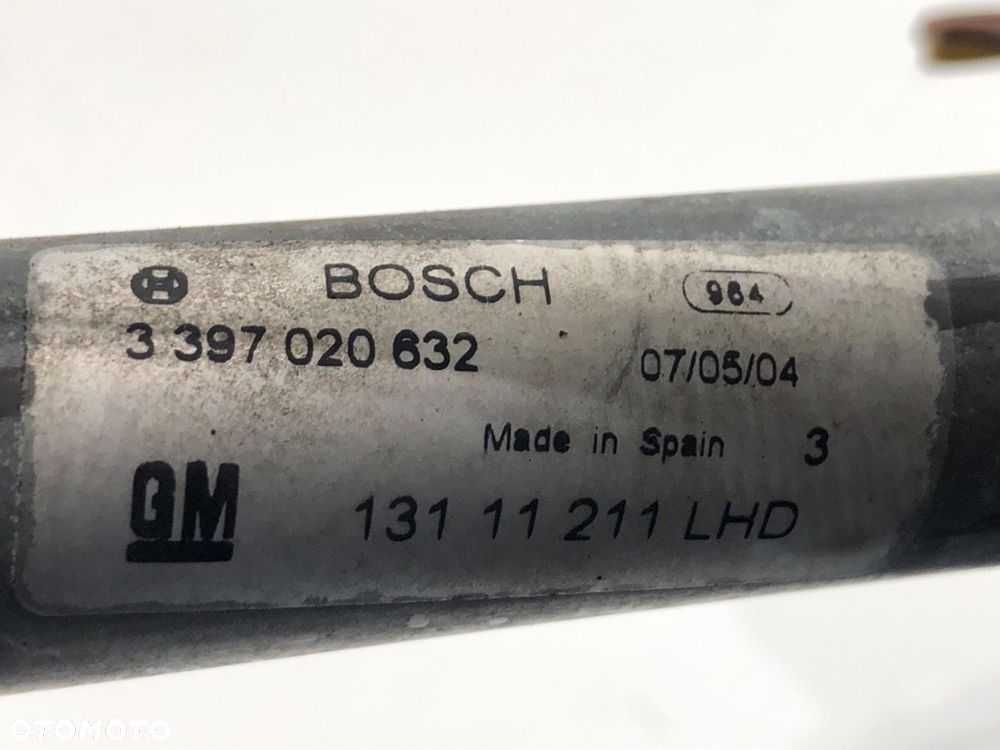 BOSCH 984
3 397 020 632 07/05/04
Made in Spain 3
GM 131 11 211 LHD
OTOMOTO